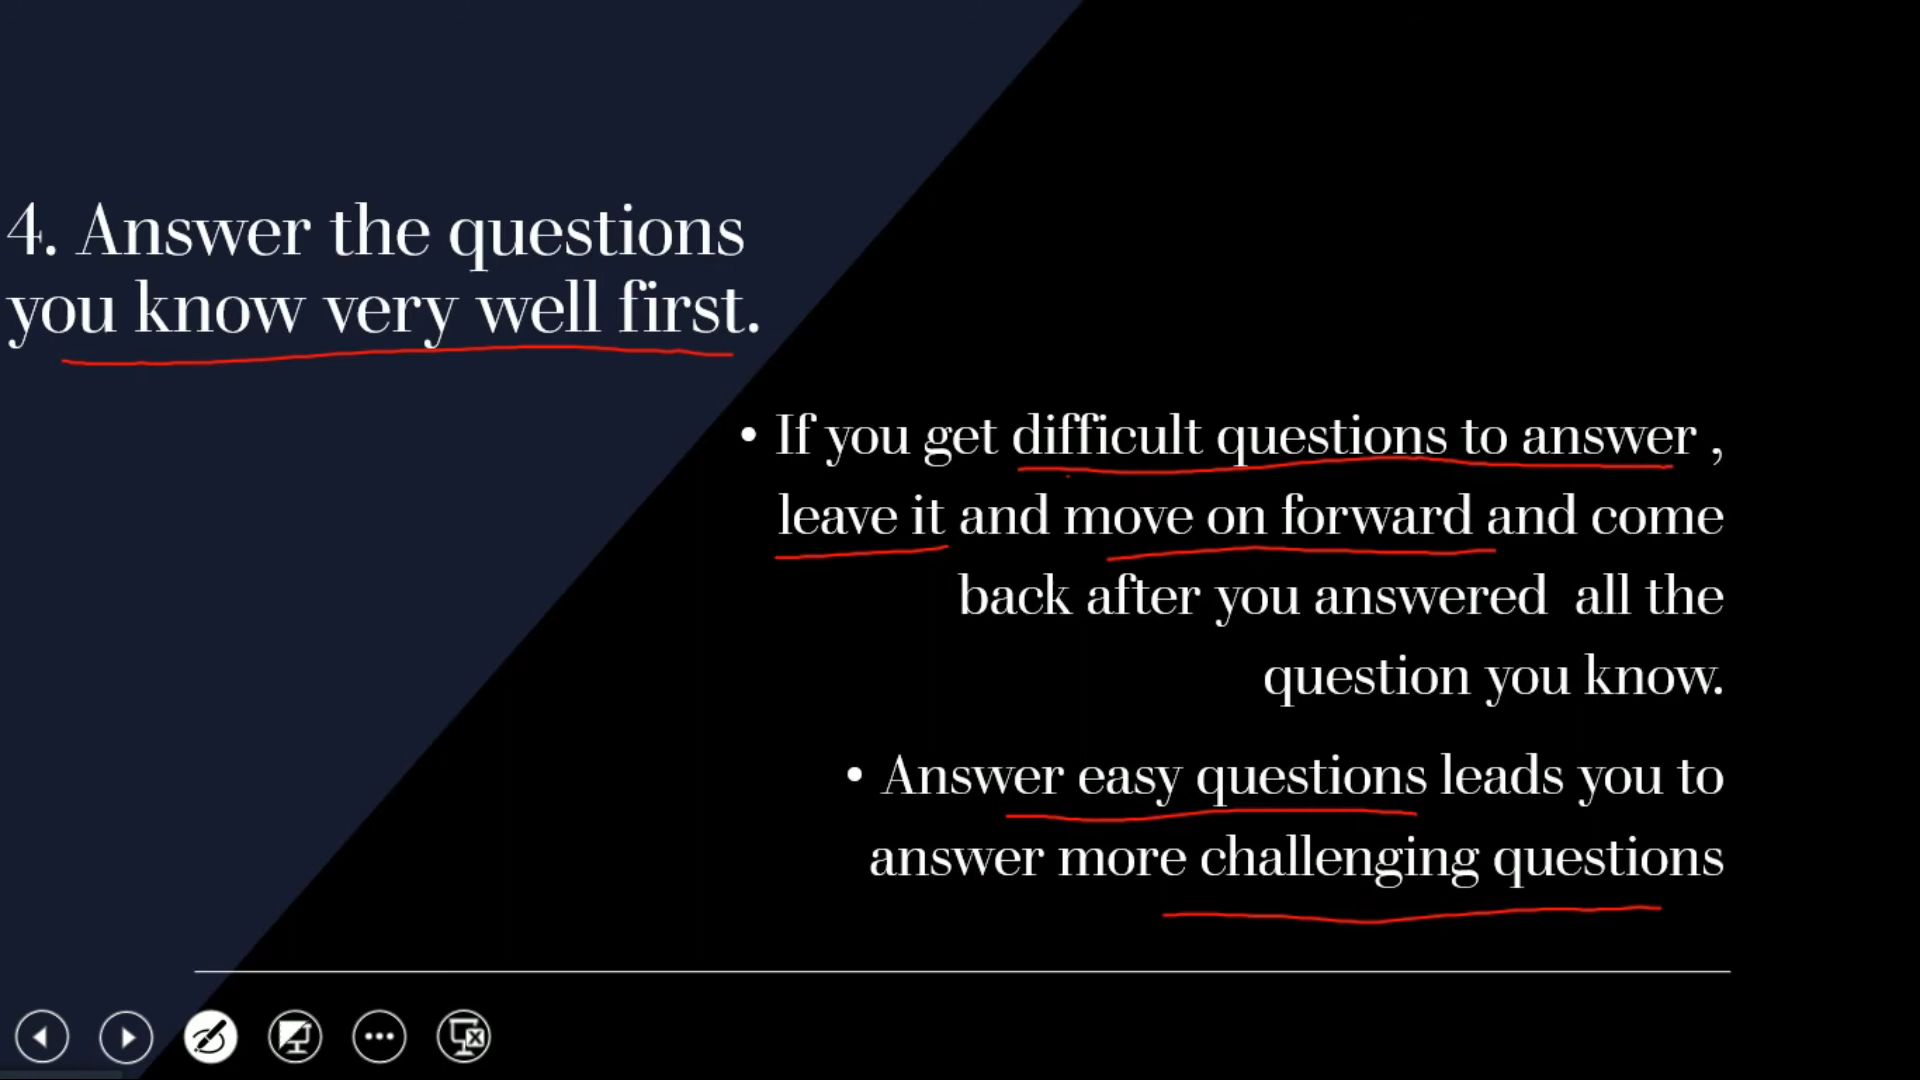 4. Answer the questions
you know very well first.
• If you get difficult questions to answer ,
leave it and move on forward and come
back after you answered  all the
question you know.
• Answer easy questions leads you to
answer more challenging questions